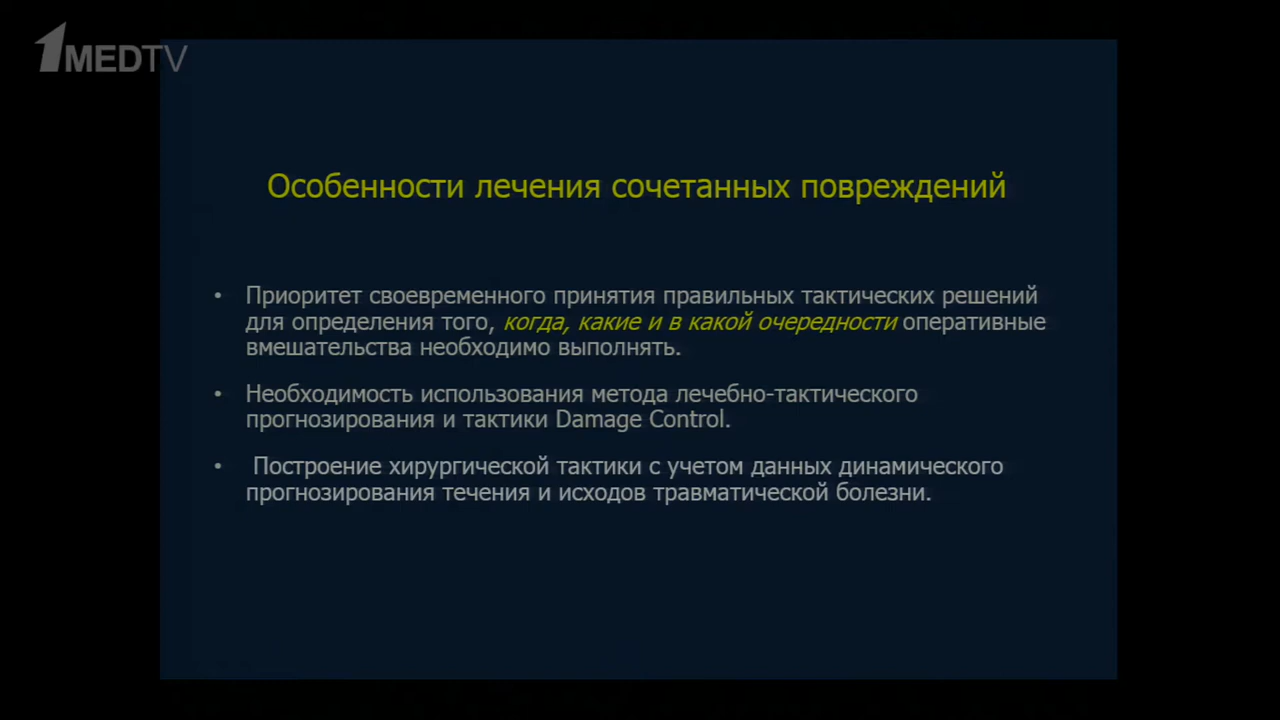 1MEDTV
Особенности лечения сочетанных повреждений
• Приоритет своевременного принятия правильных тактических решений
для определения того, когда, какие и в какой очередности оперативные
вмешательства необходимо выполнять.
• Необходимость использования метода лечебно-тактического
прогнозирования и тактики Damage Control.
• Построение хирургической тактики с учетом данных динамического
прогнозирования течения и исходов травматической болезни.